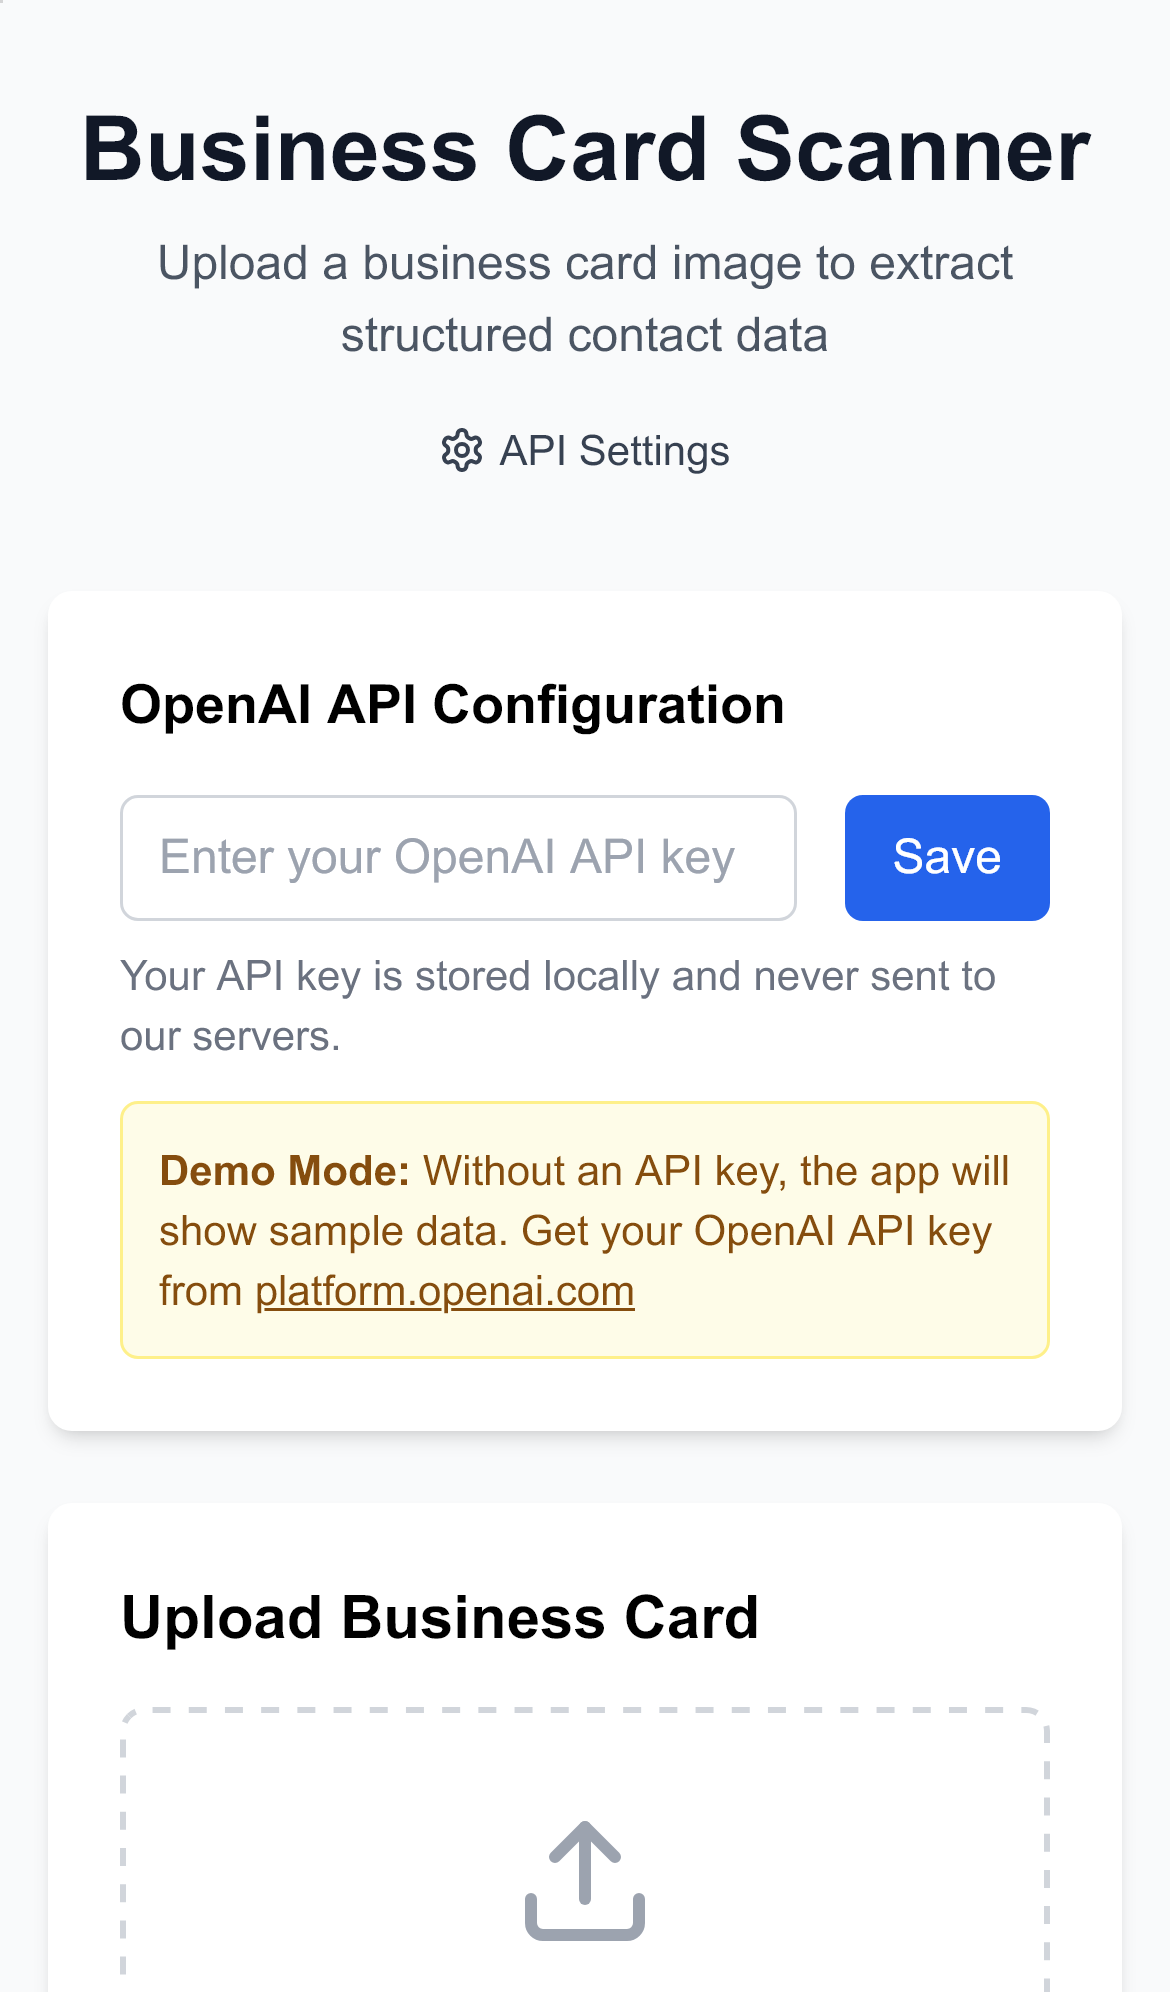 Business Card Scanner
Upload a business card image to extract
structured contact data
API Settings
OpenAI API Configuration
Enter your OpenAI API key
Save
Your API key is stored locally and never sent to
our servers.
Demo Mode: Without an API key, the app will
show sample data. Get your OpenAI API key
from platform.openai.com
Upload Business Card